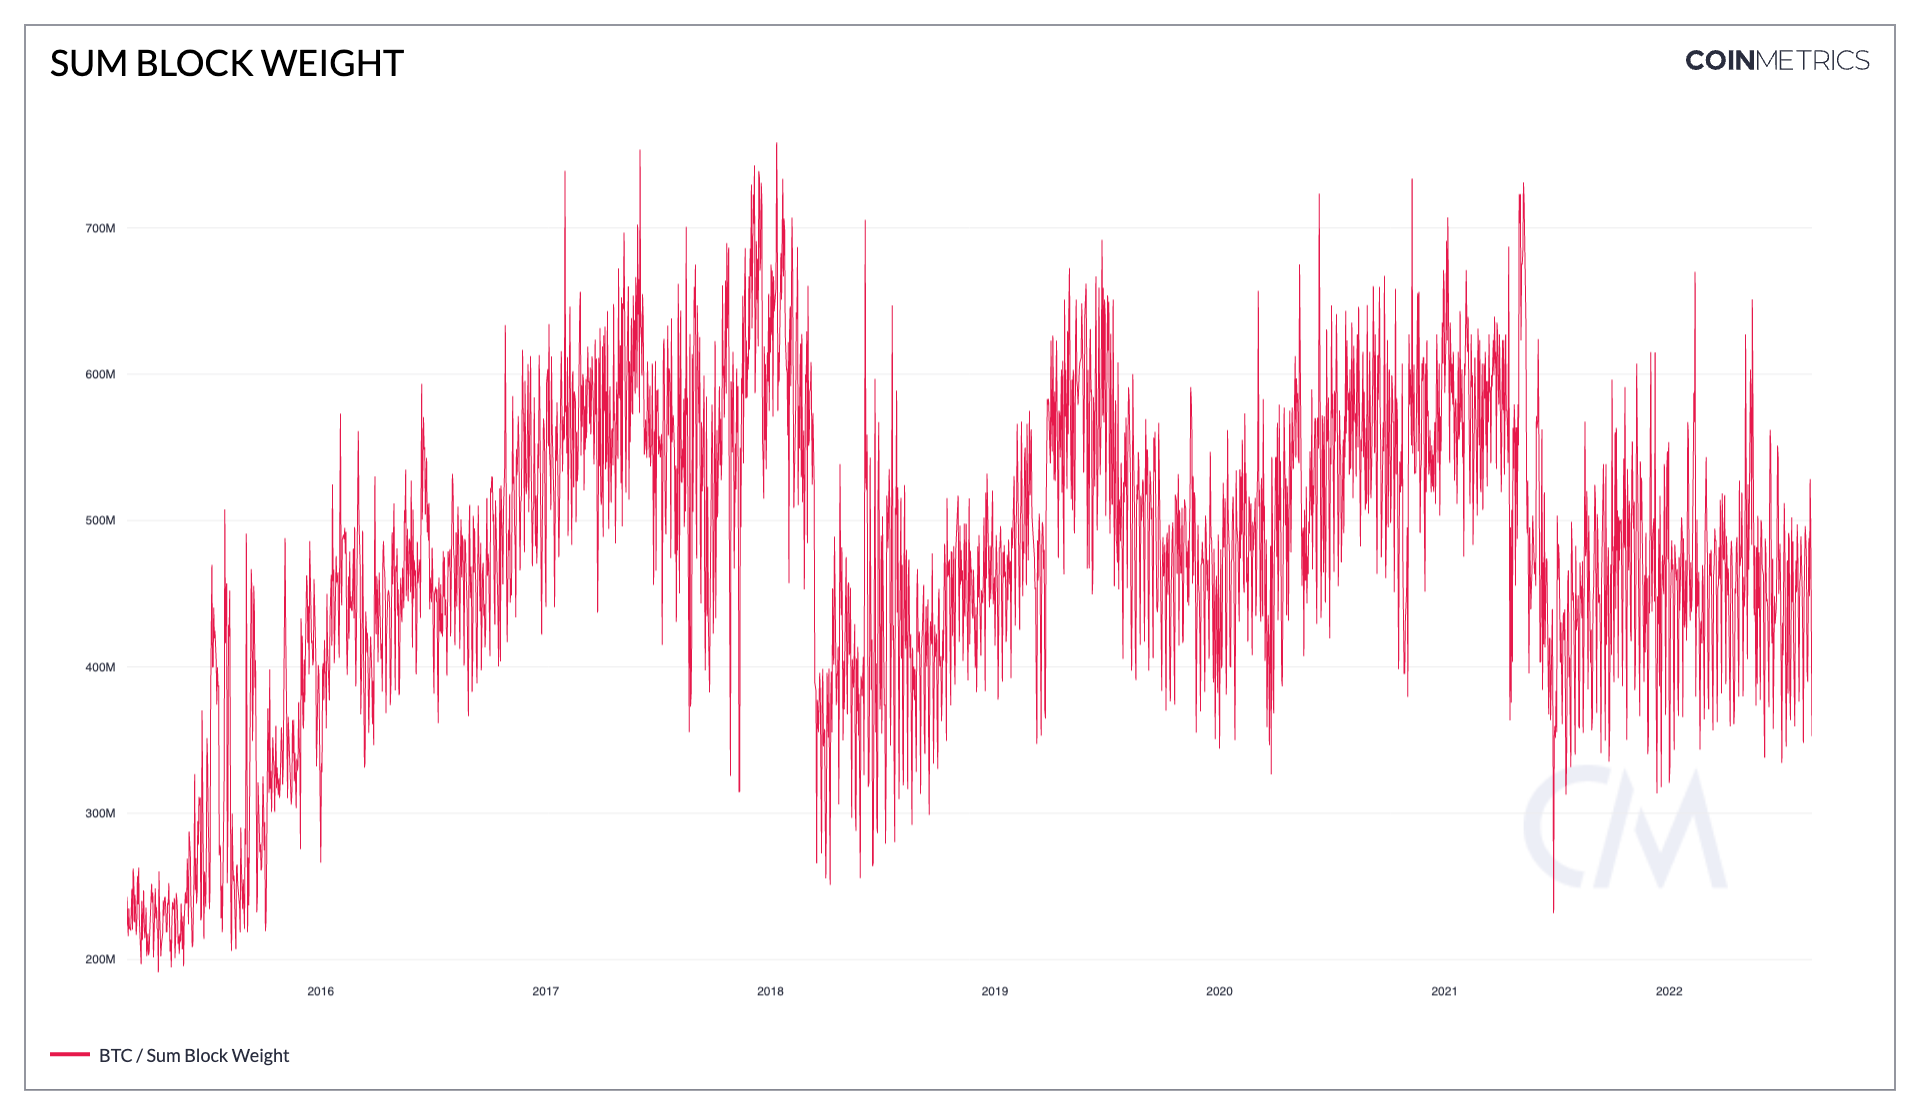 SUM BLOCK WEIGHT
COINMETRICS
700M
600M
500M
400M
300M
200M
CM
2016 2017 2018 2019 2020 2021 2022
BTC / Sum Block Weight